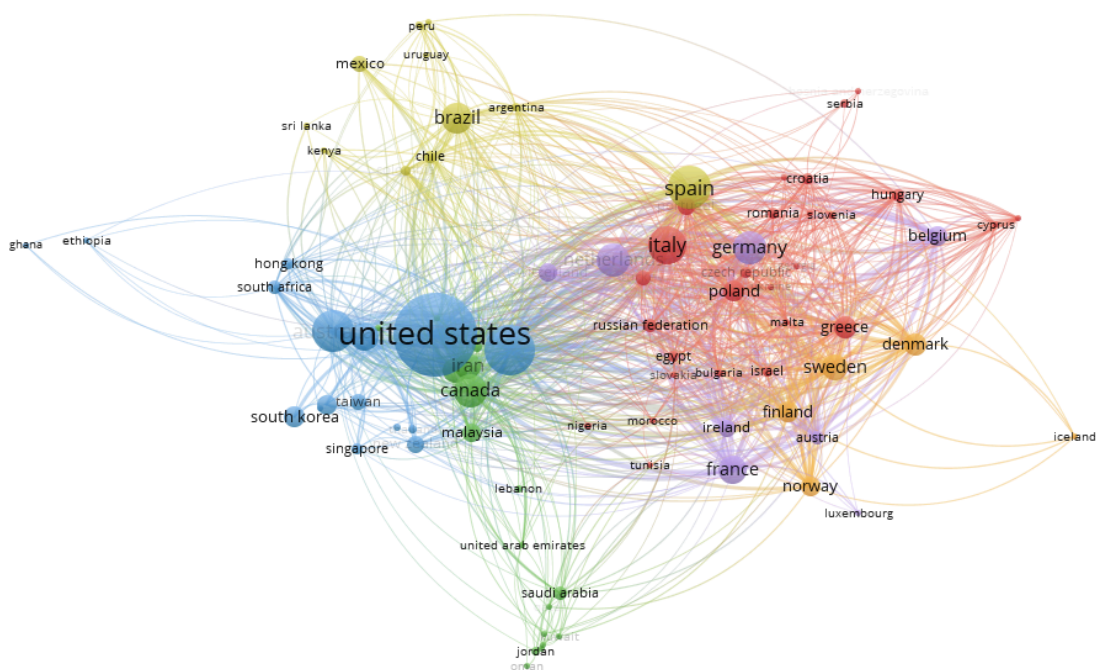 peru
uruguay
mexico
brazil
argentina
sri lanka
kenya
chile
serbia
spain
croatia
hungary
romania
slovenia
cyprus
ghana
ethiopia
italy
germany
belgium
netherland
czech republic
hong kong
south africa
poland
russian federation
malta
greece
united states
iran
denmark
egypt
slovakia
bulgaria
israel
sweden
canada
taiwan
south korea
malaysia
nigeria
morocco
ireland
finland
austria
iceland
singapore
tunisia
france
norway
lebanon
luxembourg
united arab emirates
saudi arabia
jordan
oman